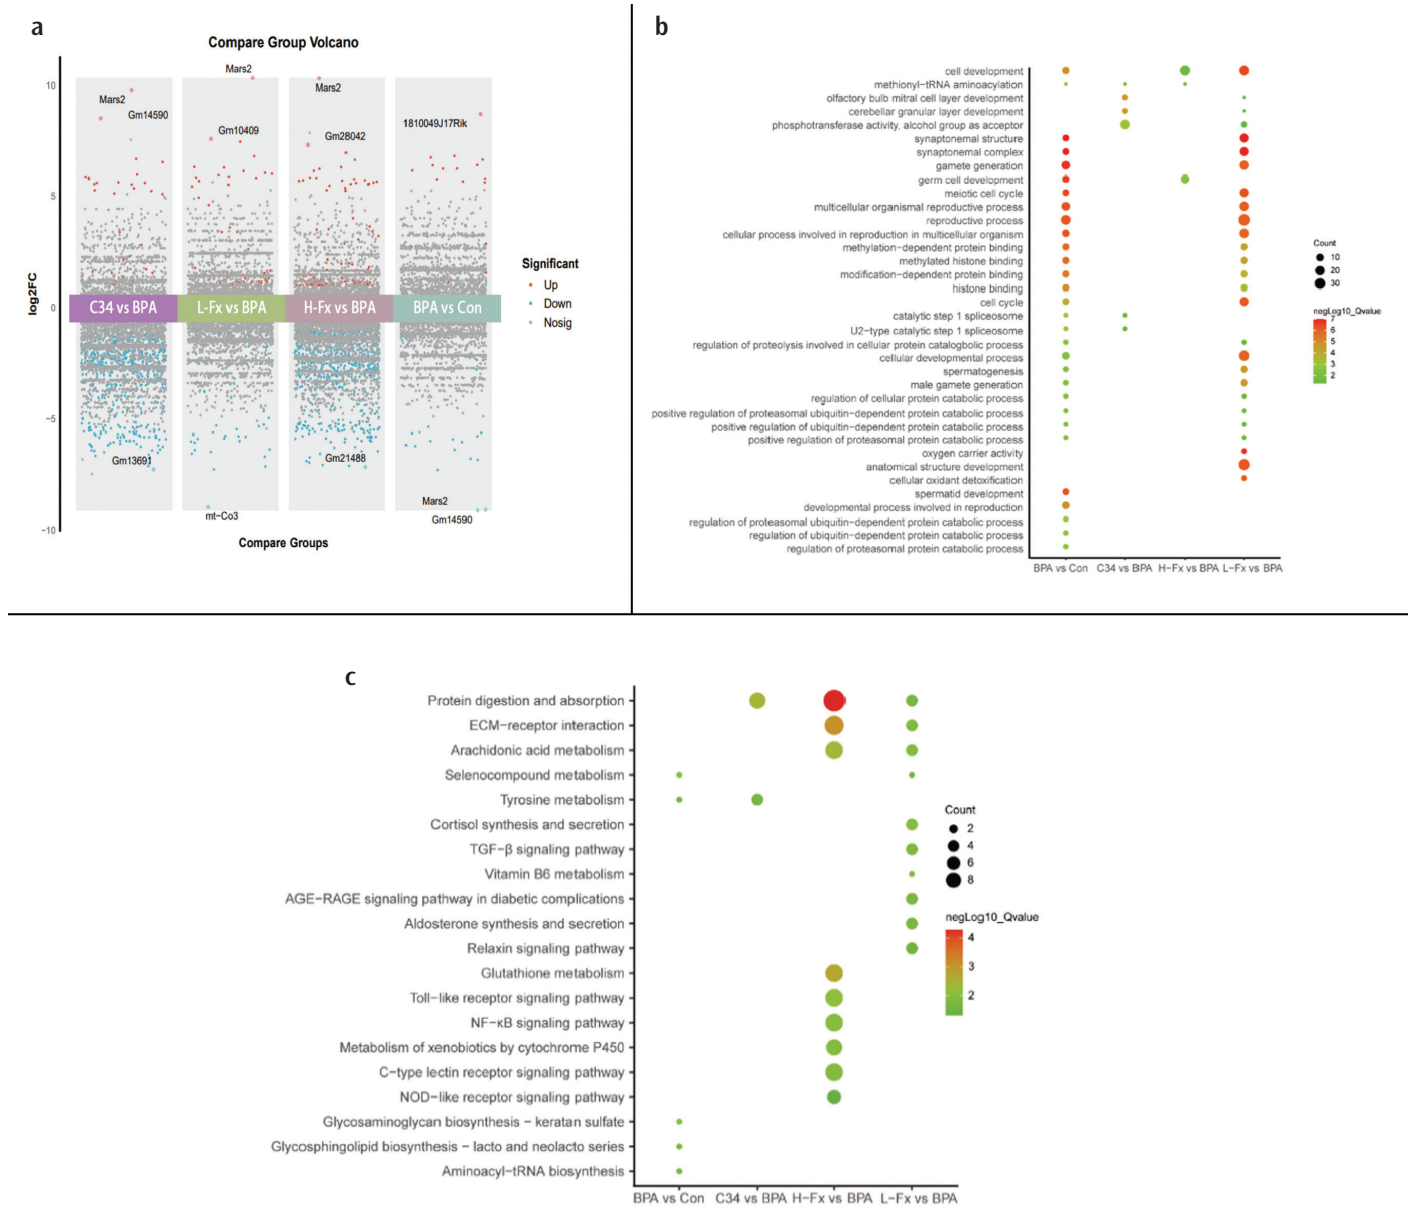 a
Compare Group Volcano
log2FC
10
5
0
−5
−10
Mars2
Mars2
Mars2
Gm14590
Gm10409
Gm28042
1810049J17Rik
C34 vs BPA
L-Fx vs BPA
H-Fx vs BPA
BPA vs Con
Gm13691
Gm21488
mt−Co3
Mars2
Gm14590
Compare Groups
Significant
Up
Down
Nosig
b
cell development
methionyl−tRNA aminoacylation
olfactory bulb mitral cell layer development
cerebellar granular layer development
phosphotransferase activity, alcohol group as acceptor
synaptonemal structure
synaptonemal complex
gamete generation
germ cell development
meiotic cell cycle
multicellular organismal reproductive process
reproductive process
cellular process involved in reproduction in multicellular organism
methylation−dependent protein binding
methylated histone binding
modification−dependent protein binding
histone binding
cell cycle
catalytic step 1 spliceosome
U2−type catalytic step 1 spliceosome
regulation of proteolysis involved in cellular protein catalogbolic process
cellular developmental process
spermatogenesis
male gamete generation
regulation of cellular protein catabolic process
positive regulation of proteasomal ubiquitin−dependent protein catabolic process
positive regulation of ubiquitin−dependent protein catabolic process
positive regulation of proteasomal protein catabolic process
oxygen carrier activity
anatomical structure development
cellular oxidant detoxification
spermatid development
developmental process involved in reproduction
regulation of proteasomal ubiquitin−dependent protein catabolic process
regulation of ubiquitin−dependent protein catabolic process
regulation of proteasomal protein catabolic process
BPA vs Con
C34 vs BPA
H−Fx vs BPA
L−Fx vs BPA
Count
10
20
30
negLog10_Qvalue
7
6
5
4
3
2
c
Protein digestion and absorption
ECM−receptor interaction
Arachidonic acid metabolism
Selenocompound metabolism
Tyrosine metabolism
Cortisol synthesis and secretion
TGF−β signaling pathway
Vitamin B6 metabolism
AGE−RAGE signaling pathway in diabetic complications
Aldosterone synthesis and secretion
Relaxin signaling pathway
Glutathione metabolism
Toll−like receptor signaling pathway
NF−κB signaling pathway
Metabolism of xenobiotics by cytochrome P450
C−type lectin receptor signaling pathway
NOD−like receptor signaling pathway
Glycosaminoglycan biosynthesis − keratan sulfate
Glycosphingolipid biosynthesis − lacto and neolacto series
Aminoacyl−tRNA biosynthesis
BPA vs Con
C34 vs BPA
H−Fx vs BPA
L−Fx vs BPA
Count
2
4
6
8
negLog10_Qvalue
4
3
2